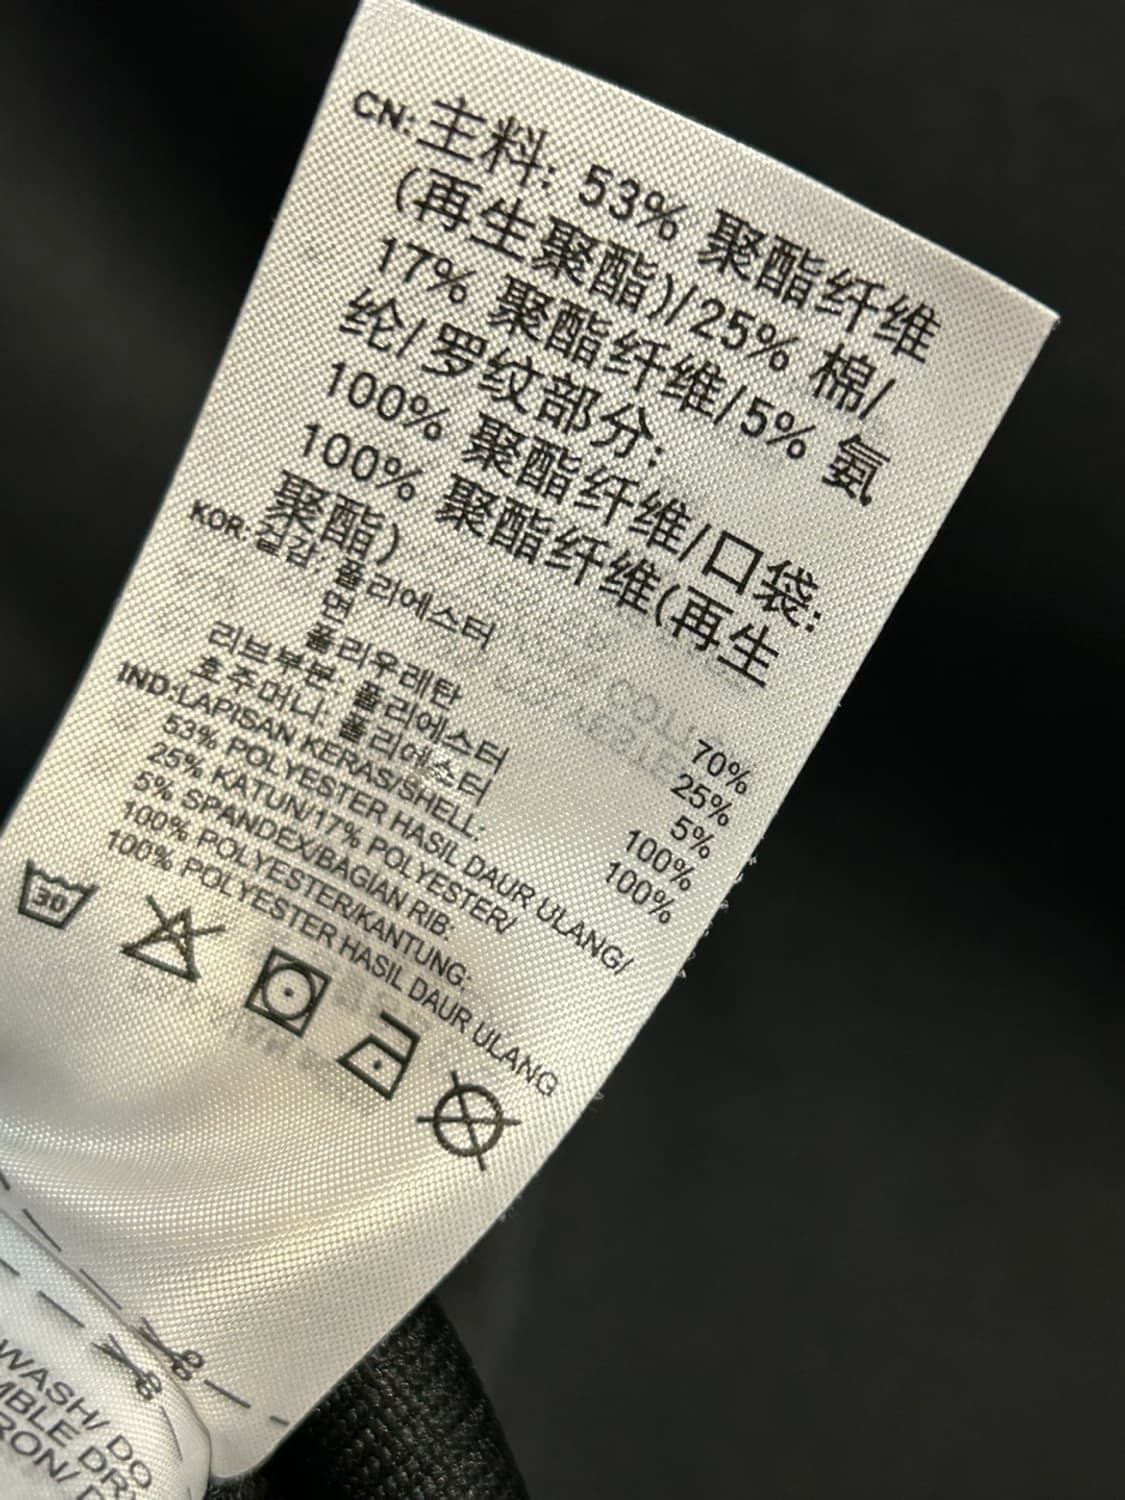 CN: 主料: 53% 聚酯纤维
(再生聚酯)/25% 棉/
17% 聚酯纤维/5% 氨
纶/罗纹部分:
100% 聚酯纤维/口袋:
100% 聚酯纤维(再生
聚酯)
KOR: 겉감: 폴리에스터 70%
면 25%
폴리우레탄 5%
리브부분: 폴리에스터 100%
호주머니: 폴리에스터 100%
IND:LAPISAN KERAS/SHELL:
53% POLYESTER HASIL DAUR ULANG/
25% KATUN/17% POLYESTER/
5% SPANDEX/BAGIAN RIB:
100% POLYESTER/KANTUNG:
100% POLYESTER HASIL DAUR ULANG
30
WASH/ DO